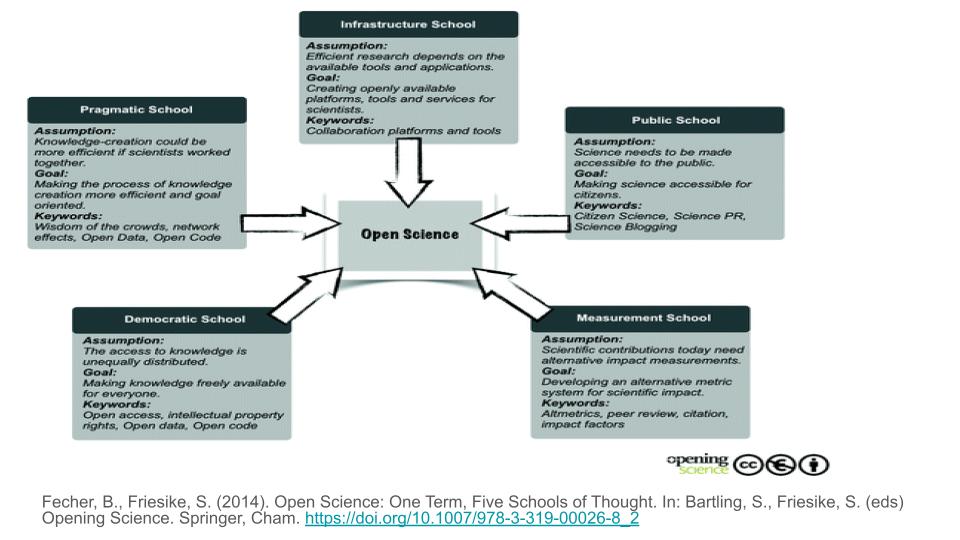 Infrastructure School
Assumption:
Efficient research depends on the
available tools and applications.
Goal:
Creating openly available
platforms, tools and services for
scientists.
Keywords:
Collaboration platforms and tools
Pragmatic School
Assumption:
Knowledge-creation could be
more efficient if scientists worked
together.
Goal:
Making the process of knowledge
creation more efficient and goal
oriented.
Keywords:
Wisdom of the crowds, network
effects, Open Data, Open Code
Public School
Assumption:
Science needs to be made
accessible to the public.
Goal:
Making science accessible for
citizens.
Keywords:
Citizen Science, Science PR,
Science Blogging
Open Science
Democratic School
Assumption:
The access to knowledge is
unequally distributed.
Goal:
Making knowledge freely available
for everyone.
Keywords:
Open access, intellectual property
rights, Open data, Open code
Measurement School
Assumption:
Scientific contributions today need
alternative impact measurements.
Goal:
Developing an alternative metric
system for scientific impact.
Keywords:
Altmetrics, peer review, citation,
impact factors
opening
science
cc
Fecher, B., Friesike, S. (2014). Open Science: One Term, Five Schools of Thought. In: Bartling, S., Friesike, S. (eds)
Opening Science. Springer, Cham. https://doi.org/10.1007/978-3-319-00026-8_2